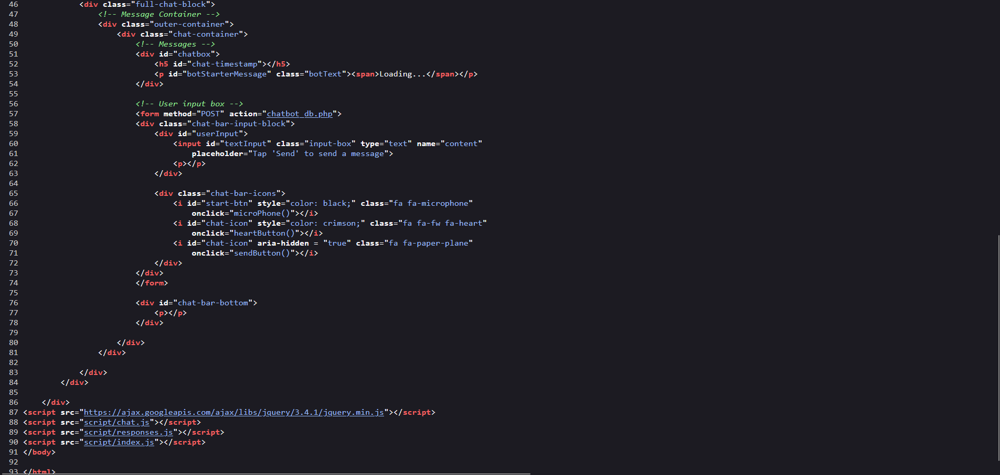 46 <div class="full-chat-block">
47 <!-- Message Container -->
48 <div class="outer-container">
49 <div class="chat-container">
50 <!-- Messages -->
51 <div id="chatbox">
52 <h5 id="chat-timestamp"></h5>
53 <p id="botStarterMessage" class="botText"><span>Loading...</span></p>
54 </div>
55
56 <!-- User input box -->
57 <form method="POST" action="chatbot_db.php">
58 <div class="chat-bar-input-block">
59 <div id="userInput">
60 <input id="textInput" class="input-box" type="text" name="content"
61 placeholder="Tap 'Send' to send a message">
62 <p></p>
63 </div>
64
65 <div class="chat-bar-icons">
66 <i id="start-btn" style="color: black;" class="fa fa-microphone"
67 onclick="microPhone()"></i>
68 <i id="chat-icon" style="color: crimson;" class="fa fa-fw fa-heart"
69 onclick="heartButton()"></i>
70 <i id="chat-icon" aria-hidden = "true" class="fa fa-paper-plane"
71 onclick="sendButton()"></i>
72 </div>
73 </div>
74 </form>
75
76 <div id="chat-bar-bottom">
77 <p></p>
78 </div>
79
80 </div>
81 </div>
82
83 </div>
84 </div>
85
86 </div>
87 <script src="https://ajax.googleapis.com/ajax/libs/jquery/3.4.1/jquery.min.js"></script>
88 <script src="script/chat.js"></script>
89 <script src="script/responses.js"></script>
90 <script src="script/index.js"></script>
91 </body>
92
93 </html>